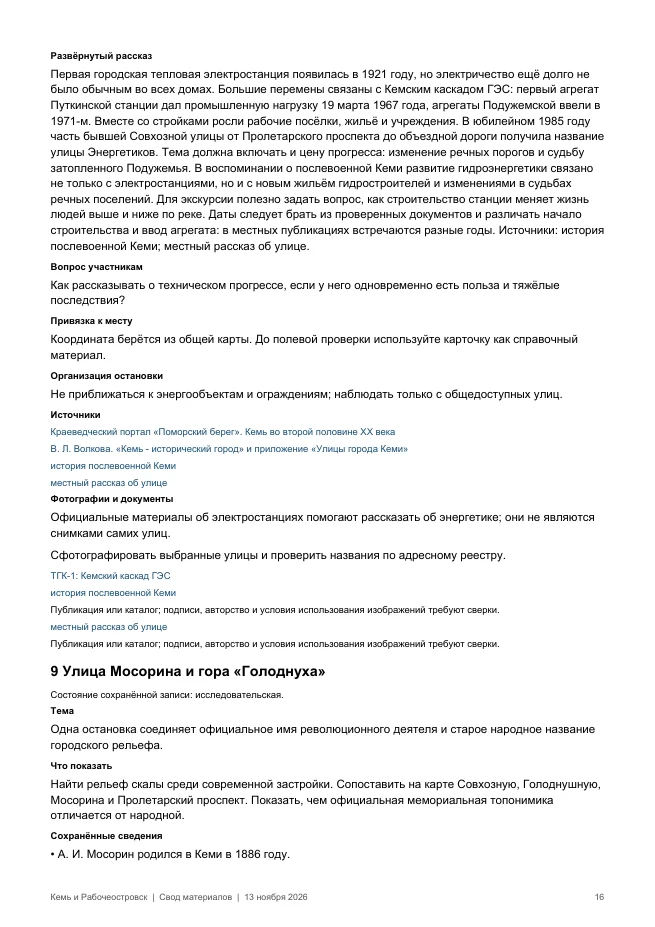 Развёрнутый рассказ
Первая городская тепловая электростанция появилась в 1921 году, но электричество ещё долго не
было обычным во всех домах. Большие перемены связаны с Кемским каскадом ГЭС: первый агрегат
Путкинской станции дал промышленную нагрузку 19 марта 1967 года, агрегаты Подужемской ввели в
1971-м. Вместе со стройками росли рабочие посёлки, жильё и учреждения. В юбилейном 1985 году
часть бывшей Совхозной улицы от Пролетарского проспекта до объездной дороги получила название
улицы Энергетиков. Тема должна включать и цену прогресса: изменение речных порогов и судьбу
затопленного Подужемья. В воспоминании о послевоенной Кеми развитие гидроэнергетики связано
не только с электростанциями, но и с новым жильём гидростроителей и изменениями в судьбах
речных поселений. Для экскурсии полезно задать вопрос, как строительство станции меняет жизнь
людей выше и ниже по реке. Даты следует брать из проверенных документов и различать начало
строительства и ввод агрегата: в местных публикациях встречаются разные годы. Источники: история
послевоенной Кеми; местный рассказ об улице.
Вопрос участникам
Как рассказывать о техническом прогрессе, если у него одновременно есть польза и тяжёлые
последствия?
Привязка к месту
Координата берётся из общей карты. До полевой проверки используйте карточку как справочный
материал.
Организация остановки
Не приближаться к энергообъектам и ограждениям; наблюдать только с общедоступных улиц.
Источники
Краеведческий портал «Поморский берег». Кемь во второй половине XX века
В. Л. Волкова. «Кемь - исторический город» и приложение «Улицы города Кеми»
история послевоенной Кеми
местный рассказ об улице
Фотографии и документы
Официальные материалы об электростанциях помогают рассказать об энергетике; они не являются
снимками самих улиц.
Сфотографировать выбранные улицы и проверить названия по адресному реестру.
ТГК-1: Кемский каскад ГЭС
история послевоенной Кеми
Публикация или каталог; подписи, авторство и условия использования изображений требуют сверки.
местный рассказ об улице
Публикация или каталог; подписи, авторство и условия использования изображений требуют сверки.
9 Улица Мосорина и гора «Голоднуха»
Состояние сохранённой записи: исследовательская.
Тема
Одна остановка соединяет официальное имя революционного деятеля и старое народное название
городского рельефа.
Что показать
Найти рельеф скалы среди современной застройки. Сопоставить на карте Совхозную, Голоднушную,
Мосорина и Пролетарский проспект. Показать, чем официальная мемориальная топонимика
отличается от народной.
Сохранённые сведения
• А. И. Мосорин родился в Кеми в 1886 году.
Кемь и Рабочеостровск | Свод материалов | 13 ноября 2026
16